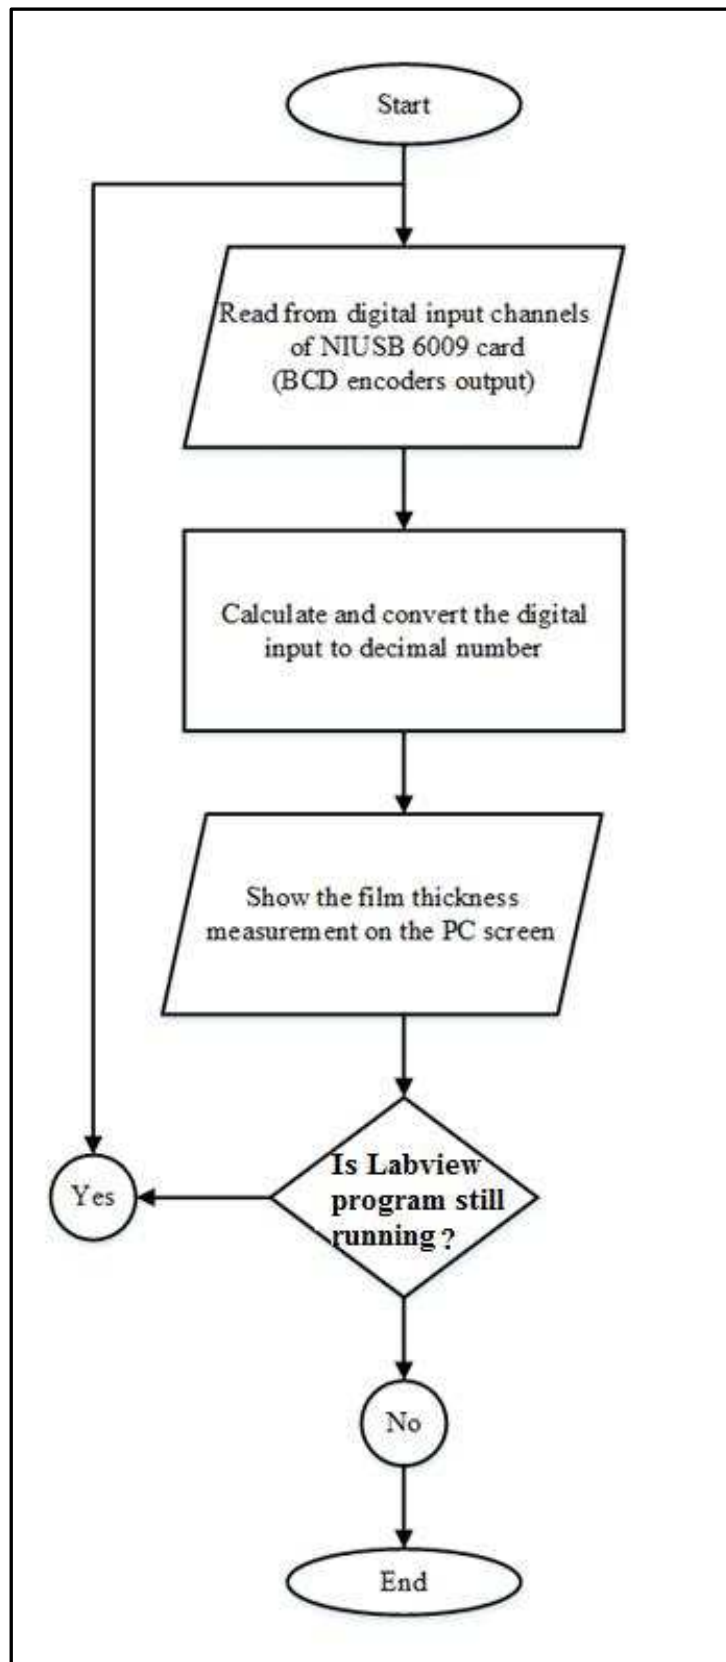 Start
Read from digital input channels
of NIUSB 6009 card
(BCD encoders output)
Calculate and convert the digital
input to decimal number
Show the film thickness
measurement on the PC screen
Is Labview
program still
running ?
Yes
No
End